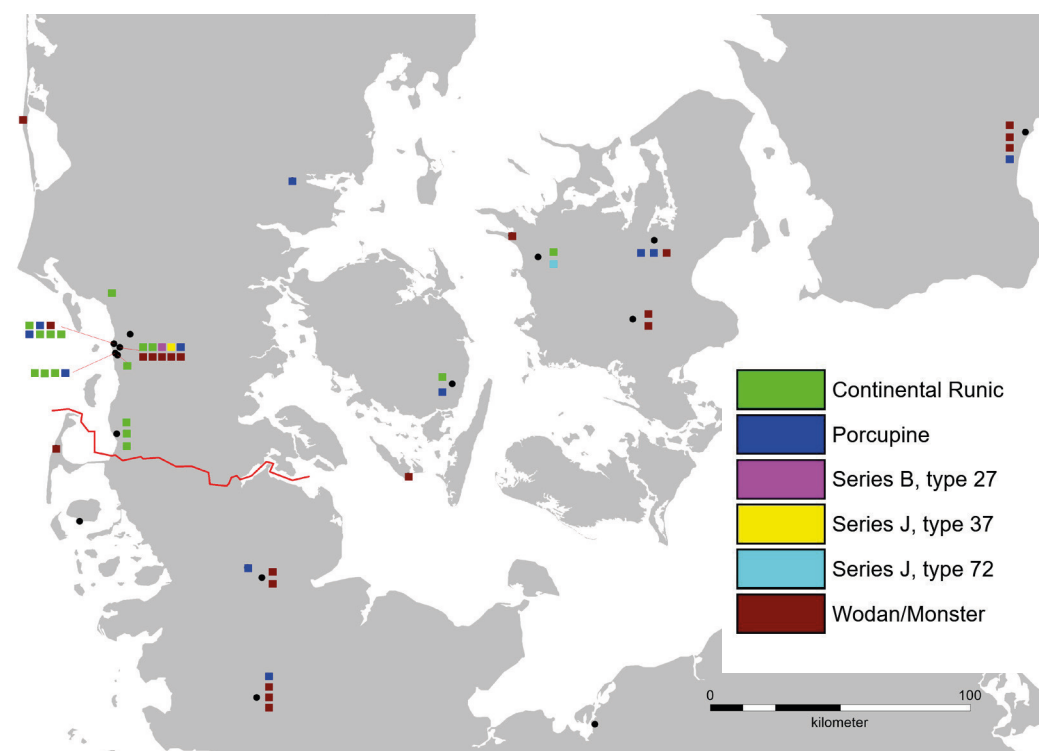 Continental Runic
Porcupine
Series B, type 27
Series J, type 37
Series J, type 72
Wodan/Monster
0 100
kilometer